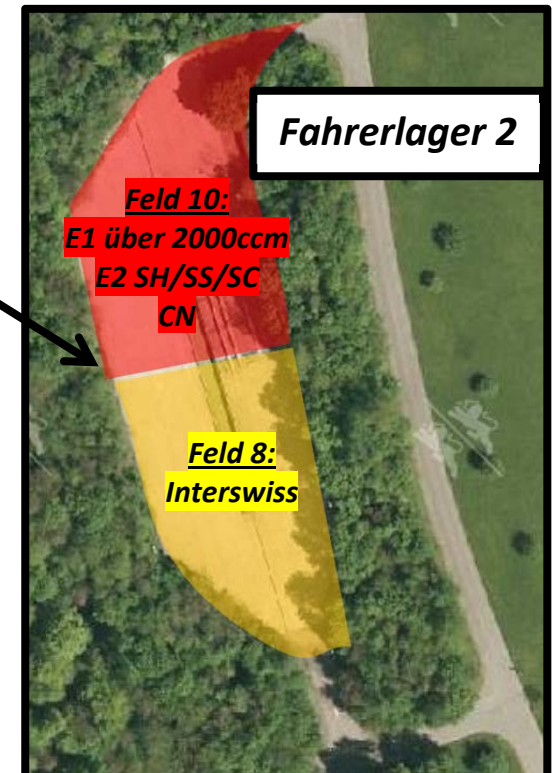 Fahrerlager 2
Feld 10:
E1 über 2000ccm
E2 SH/SS/SC
CN
Feld 8:
Interswiss